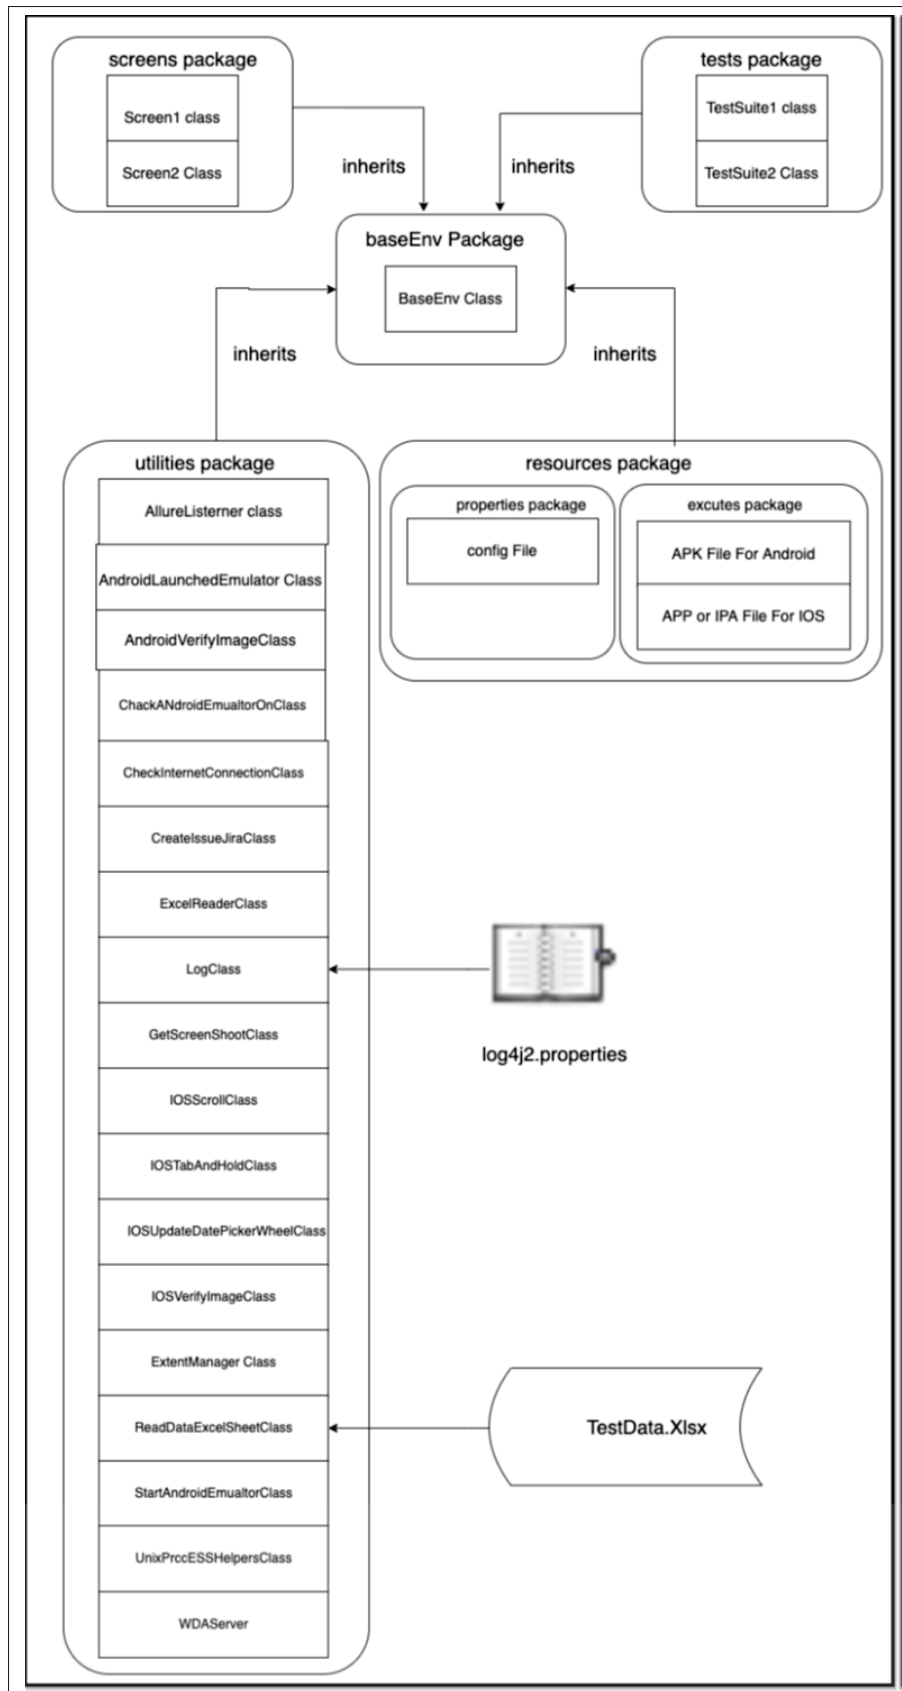 screens package
Screen1 class
Screen2 Class
tests package
TestSuite1 class
TestSuite2 Class
inherits
inherits
baseEnv Package
BaseEnv Class
inherits
inherits
utilities package
AllureListerner class
AndroidLaunchedEmulator Class
AndroidVerifyImageClass
ChackANdroidEmualtorOnClass
CheckInternetConnectionClass
CreateIssueJiraClass
ExcelReaderClass
LogClass
GetScreenShootClass
IOSScrollClass
IOSTabAndHoldClass
IOSUpdateDatePickerWheelClass
IOSVerifyImageClass
ExtentManager Class
ReadDataExcelSheetClass
StartAndroidEmualtorClass
UnixPrccESSHelpersClass
WDAServer
resources package
properties package
config File
excutes package
APK File For Android
APP or IPA File For IOS
log4j2.properties
TestData.Xlsx